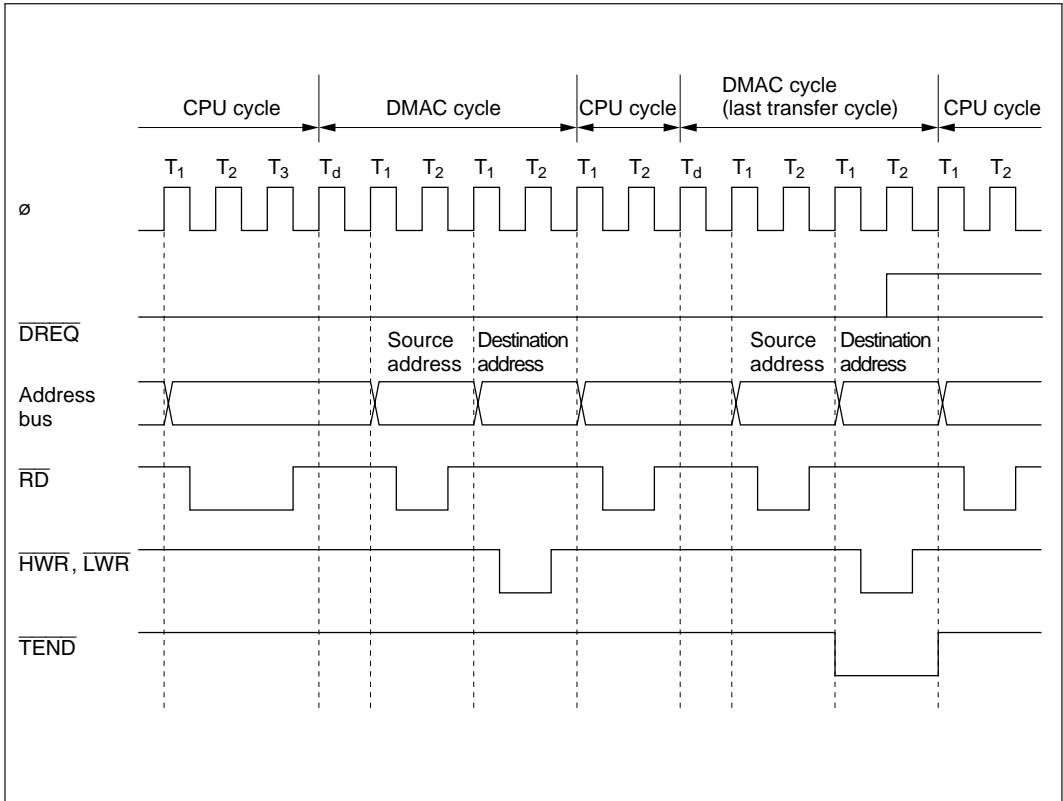 DMAC cycle
(last transfer cycle)
CPU cycle DMAC cycle CPU cycle CPU cycle
T1 T2 T3 Td T1 T2 T1 T2 T1 T2 Td T1 T2 T1 T2 T1 T2
ø
DREQ
Source address Destination address Source address Destination address
Address
bus
RD
HWR, LWR
TEND